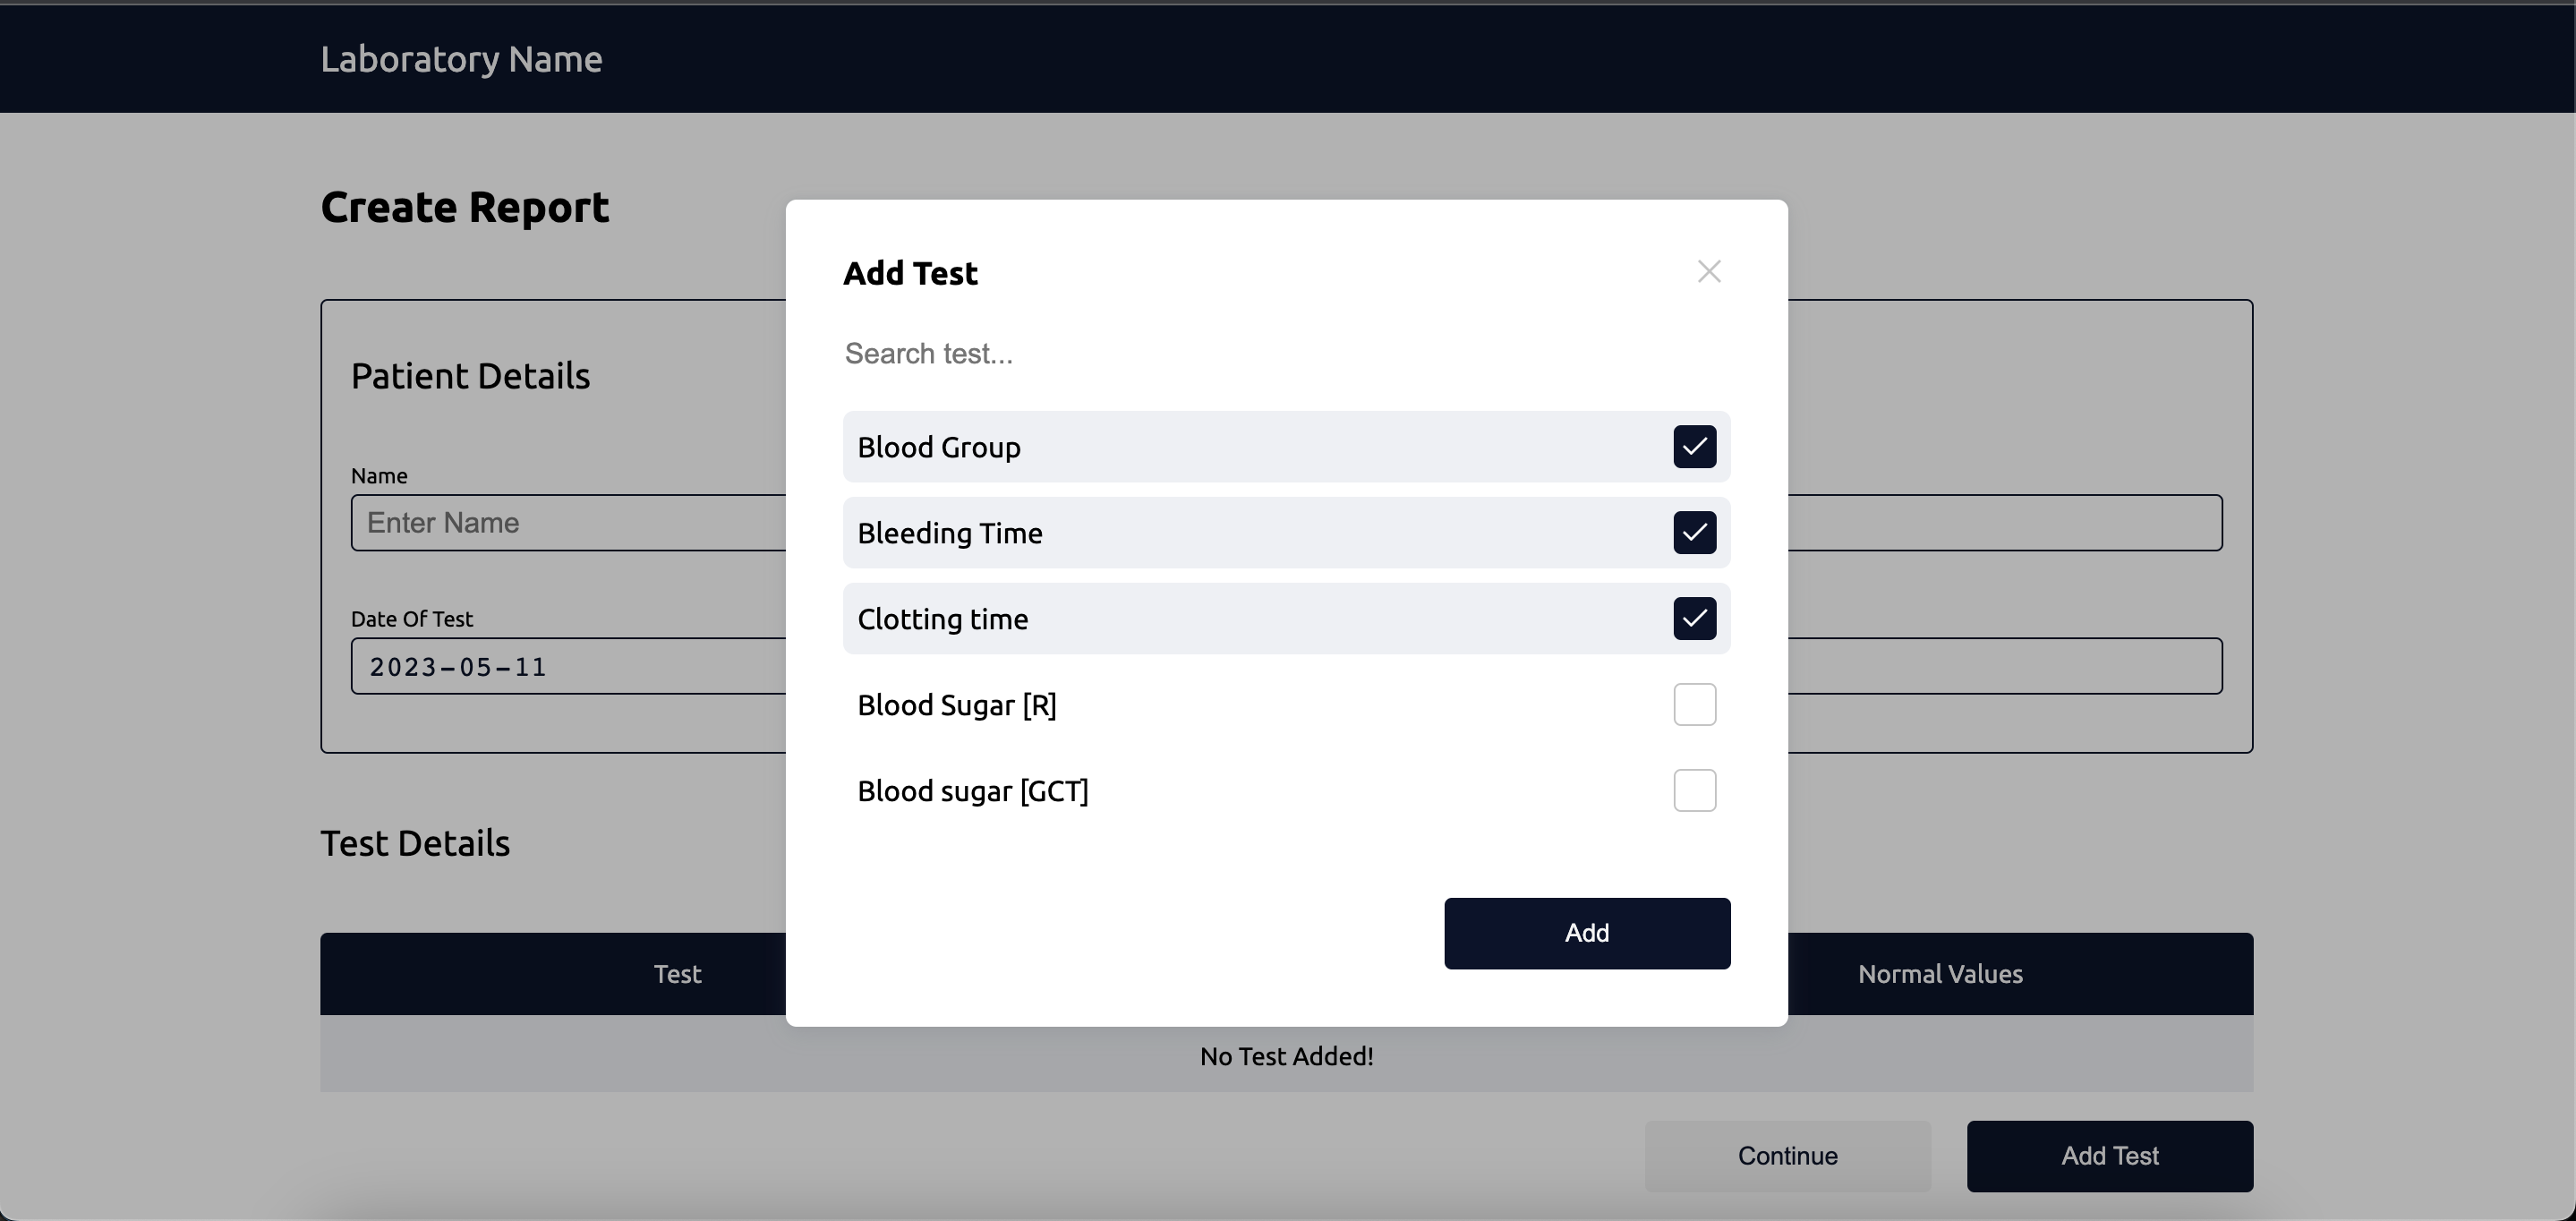 Laboratory Name
Create Report
Add Test
Search test...
Patient Details
Blood Group
Name
Enter Name
Bleeding Time
Date Of Test
Clotting time
2023-05-11
Blood Sugar [R]
Blood sugar [GCT]
Test Details
Add
Test
Normal Values
No Test Added!
Continue
Add Test